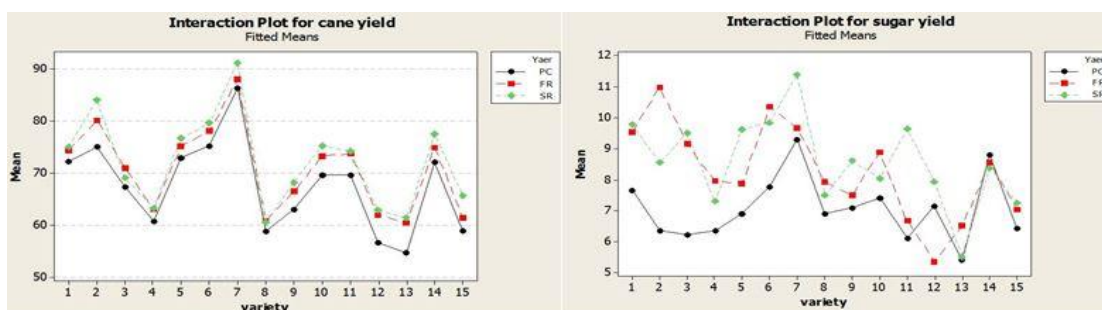 Interaction Plot for cane yield
Fitted Means
90
80
70
60
50
Mean
1 2 3 4 5 6 7 8 9 10 11 12 13 14 15
variety
Yaer
PC
FR
SR
Interaction Plot for sugar yield
Fitted Means
12
11
10
9
8
7
6
5
Mean
1 2 3 4 5 6 7 8 9 10 11 12 13 14 15
variety
Yaer
PC
FR
SR